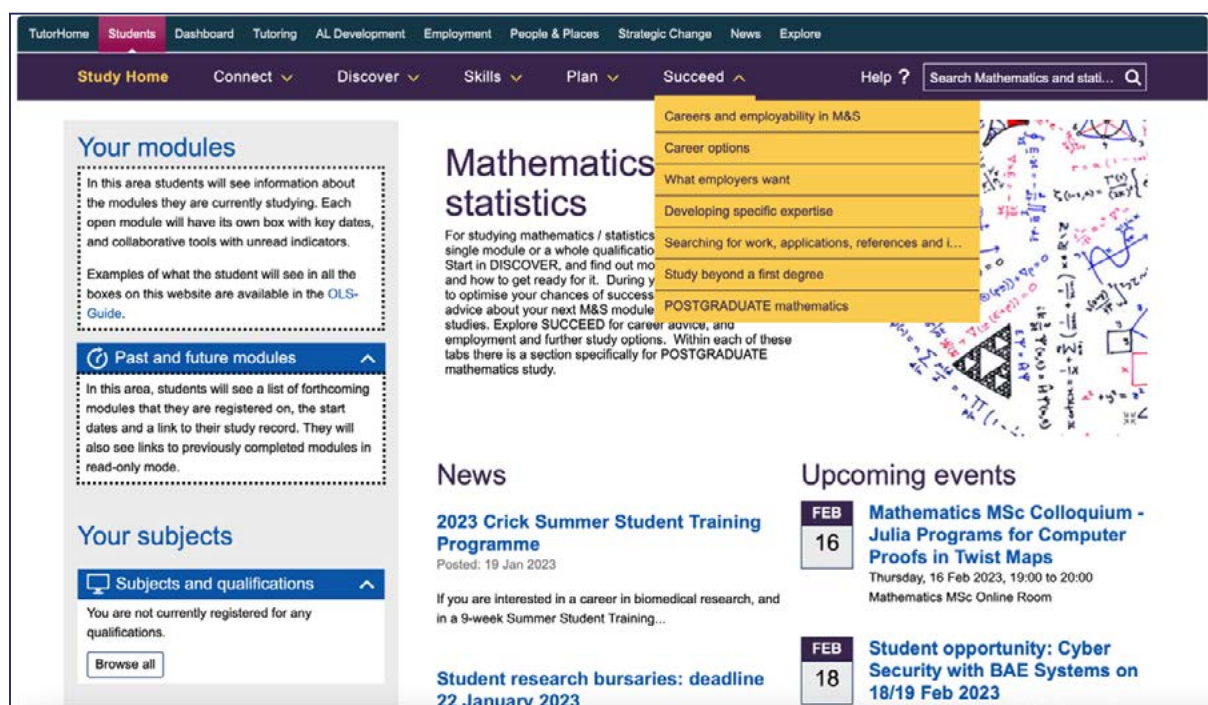 TutorHome Students Dashboard Tutoring AL Development Employment People & Places Strategic Change News Explore
Study Home Connect Discover Skills Plan Succeed Help ? Search Mathematics and stati...
Careers and employability in M&S
Career options
What employers want
Developing specific expertise
Searching for work, applications, references and i...
Study beyond a first degree
POSTGRADUATE mathematics
Your modules
In this area students will see information about
the modules they are currently studying. Each
open module will have its own box with key dates,
and collaborative tools with unread indicators.
Examples of what the student will see in all the
boxes on this website are available in the OLS-
Guide.
Past and future modules
In this area, students will see a list of forthcoming
modules that they are registered on, the start
dates and a link to their study record. They will
also see links to previously completed modules in
read-only mode.
Your subjects
Subjects and qualifications
You are not currently registered for any
qualifications.
Browse all
Mathematics
statistics
For studying mathematics / statistics
single module or a whole qualificatio
Start in DISCOVER, and find out mo
and how to get ready for it. During y
to optimise your chances of success
advice about your next M&S module
studies. Explore SUCCEED for career advice, and
employment and further study options. Within each of these
tabs there is a section specifically for POSTGRADUATE
mathematics study.
News
2023 Crick Summer Student Training
Programme
Posted: 19 Jan 2023
If you are interested in a career in biomedical research, and
in a 9-week Summer Student Training...
Student research bursaries: deadline
22 January 2023
Upcoming events
FEB
16
Mathematics MSc Colloquium -
Julia Programs for Computer
Proofs in Twist Maps
Thursday, 16 Feb 2023, 19:00 to 20:00
Mathematics MSc Online Room
FEB
18
Student opportunity: Cyber
Security with BAE Systems on
18/19 Feb 2023